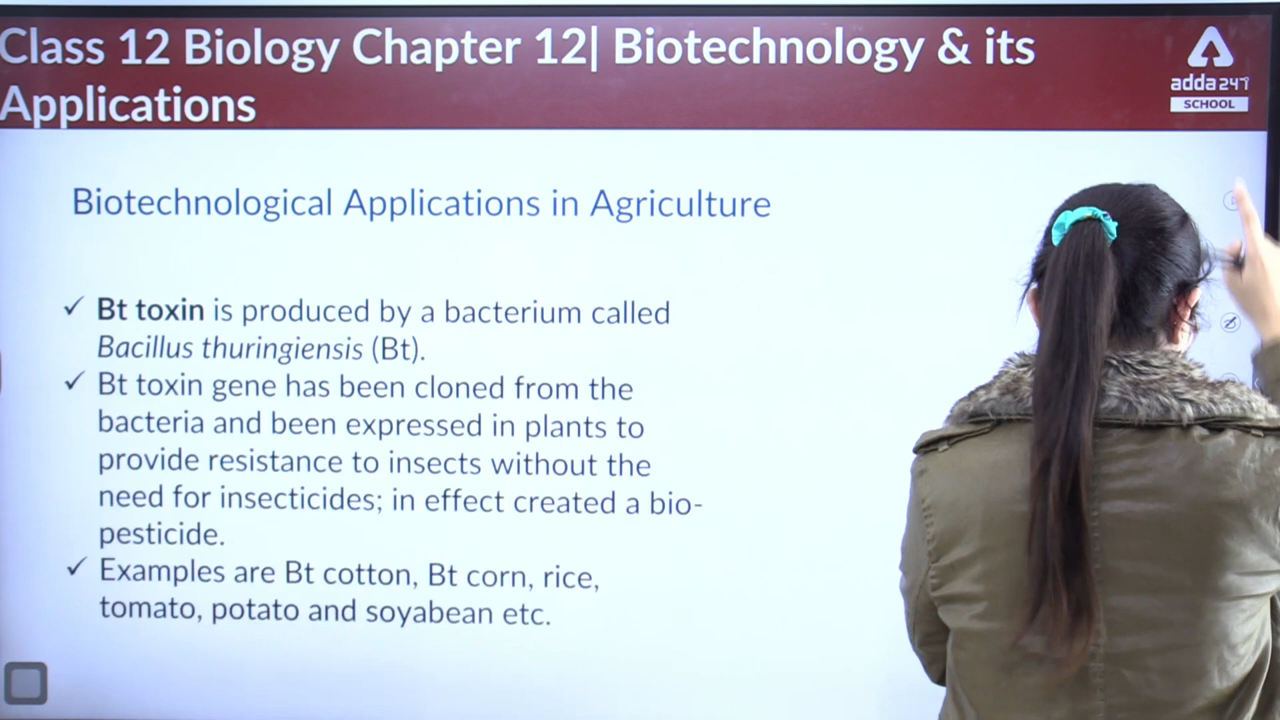 Class 12 Biology Chapter 12| Biotechnology & its
Applications
adda247
SCHOOL
Biotechnological Applications in Agriculture
✓ Bt toxin is produced by a bacterium called
Bacillus thuringiensis (Bt).
✓ Bt toxin gene has been cloned from the
bacteria and been expressed in plants to
provide resistance to insects without the
need for insecticides; in effect created a bio-
pesticide.
✓ Examples are Bt cotton, Bt corn, rice,
tomato, potato and soyabean etc.